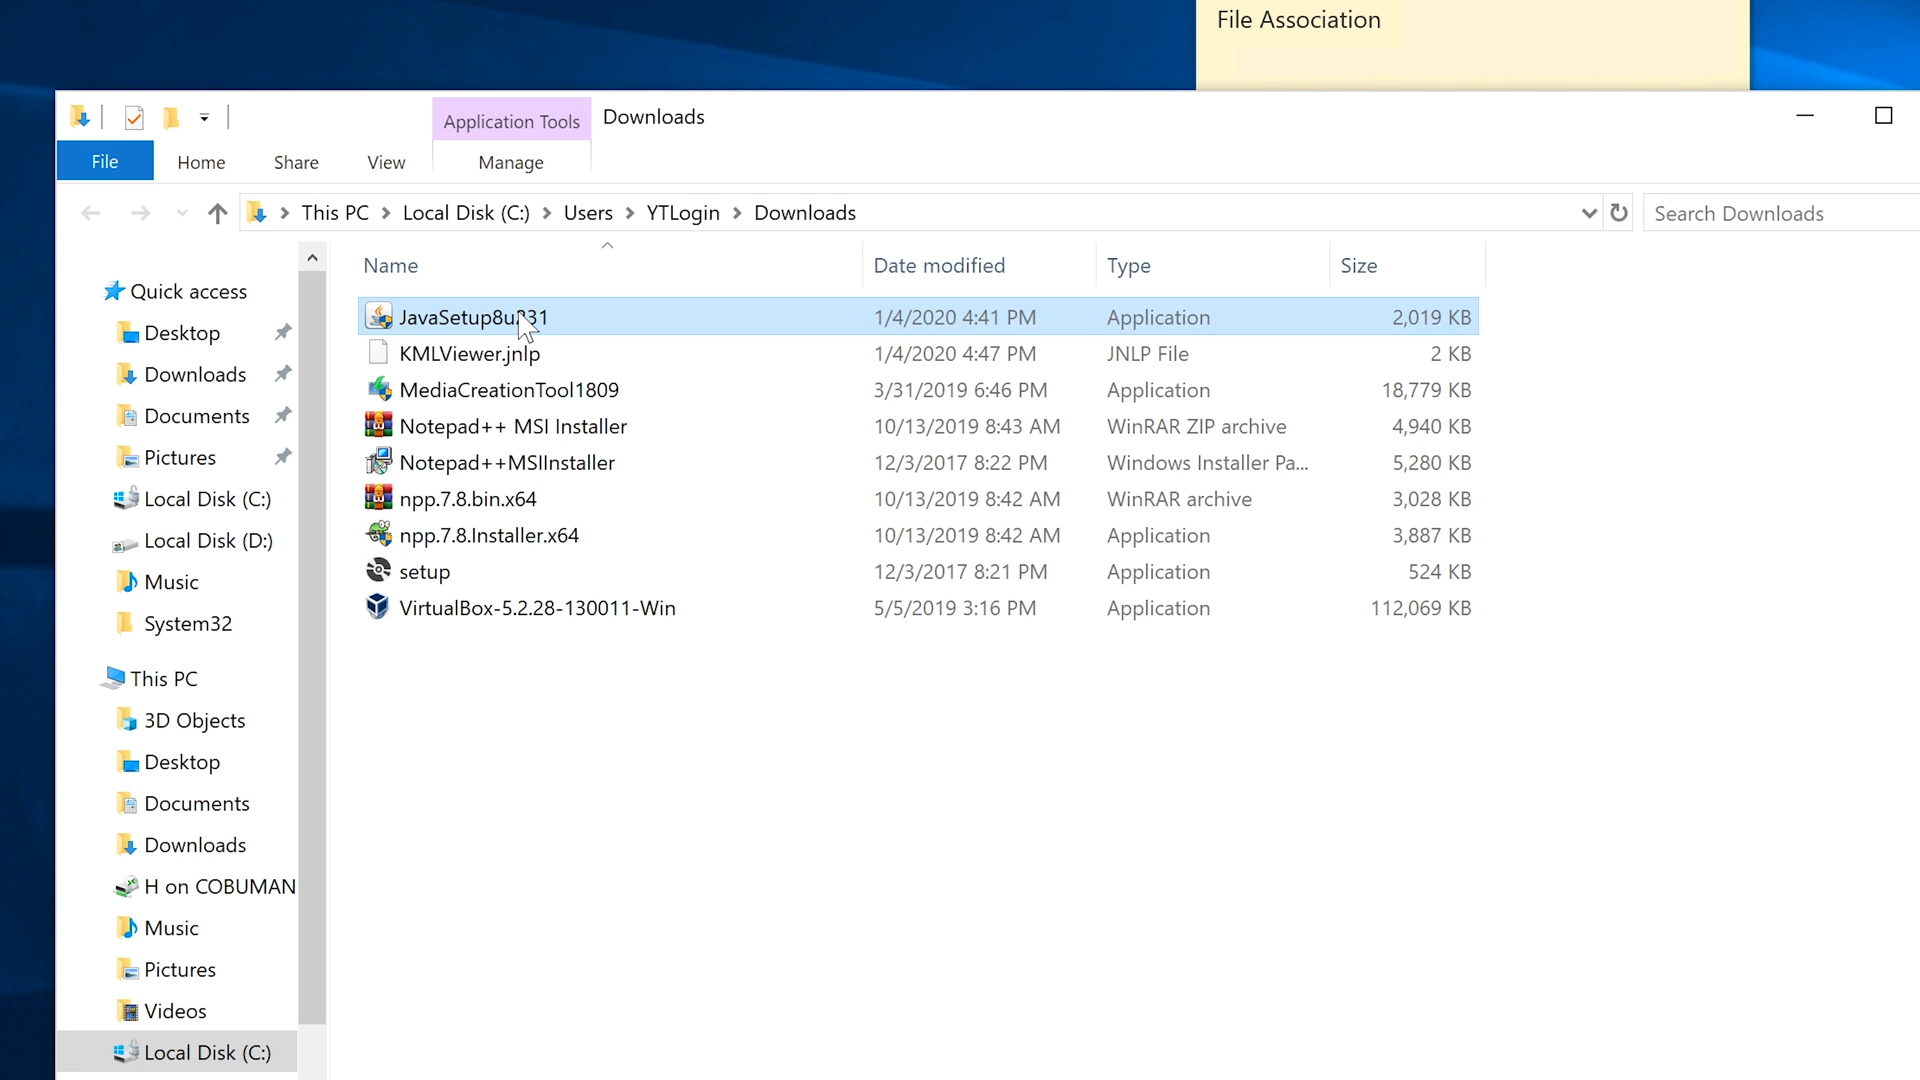 File Association
Application Tools
Downloads
File
Home
Share
View
Manage
This PC
Local Disk (C:)
Users
YTLogin
Downloads
Search Downloads
Name
Date modified
Type
Size
JavaSetup8u231 1/4/2020 4:41 PM Application 2,019 KB
KMLViewer.jnlp 1/4/2020 4:47 PM JNLP File 2 KB
MediaCreationTool1809 3/31/2019 6:46 PM Application 18,779 KB
Notepad++ MSI Installer 10/13/2019 8:43 AM WinRAR ZIP archive 4,940 KB
Notepad++MSIInstaller 12/3/2017 8:22 PM Windows Installer Pa... 5,280 KB
npp.7.8.bin.x64 10/13/2019 8:42 AM WinRAR archive 3,028 KB
npp.7.8.Installer.x64 10/13/2019 8:42 AM Application 3,887 KB
setup 12/3/2017 8:21 PM Application 524 KB
VirtualBox-5.2.28-130011-Win 5/5/2019 3:16 PM Application 112,069 KB
Quick access
Desktop
Downloads
Documents
Pictures
Local Disk (C:)
Local Disk (D:)
Music
System32
This PC
3D Objects
Desktop
Documents
Downloads
H on COBUMAN
Music
Pictures
Videos
Local Disk (C:)